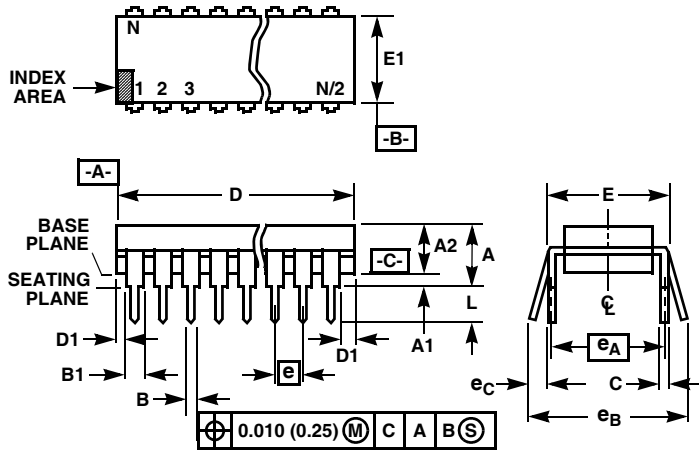 N
E1
INDEX
AREA
1 2 3 N/2
-B-
-A-
D
E
BASE
PLANE
A2
A
-C-
SEATING
PLANE
L
C L
D1
A1
D1
eA
B1
e
eC
C
B
eB
0.010 (0.25) M C A B S